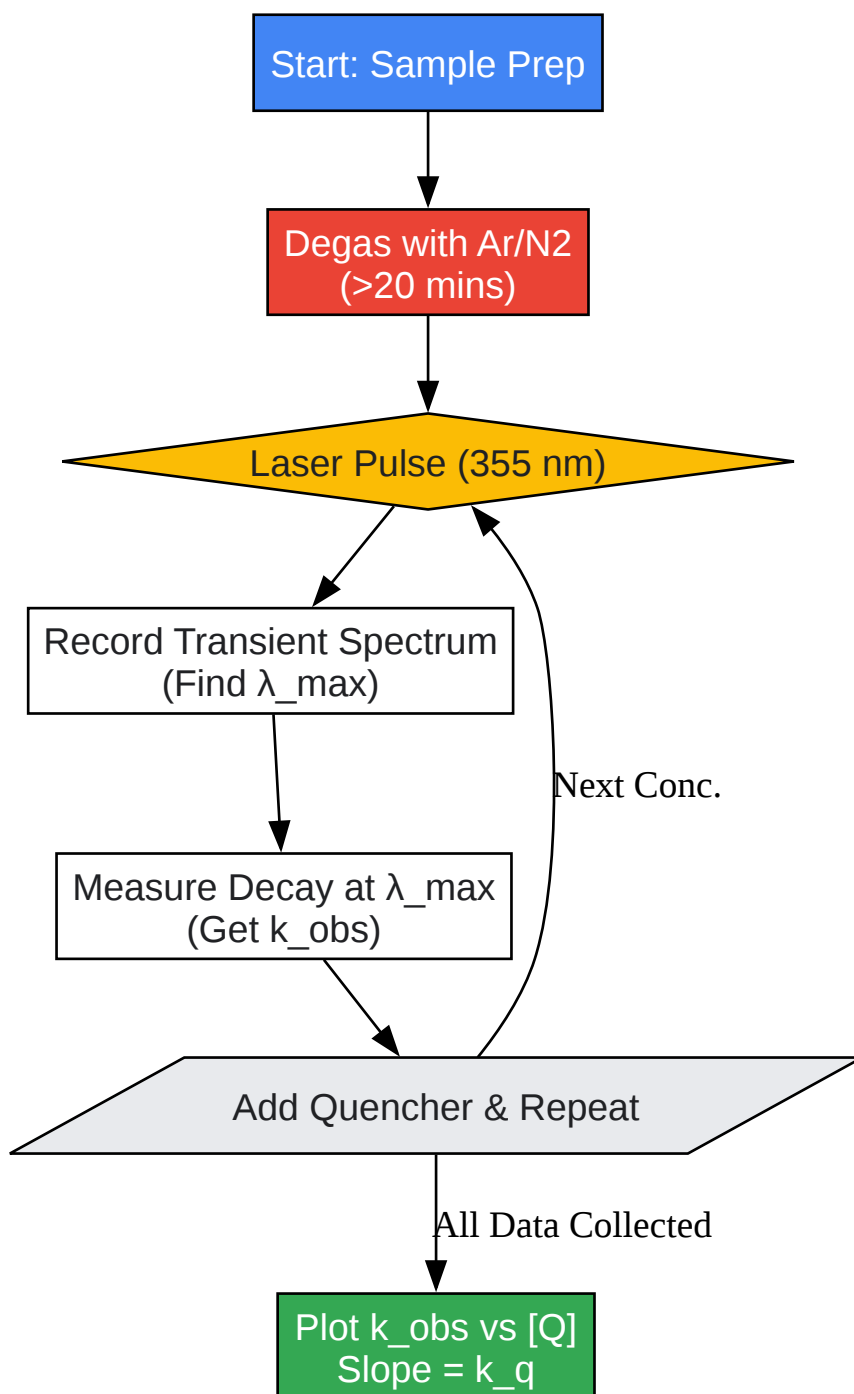 Start: Sample Prep
Degas with Ar/N2
(>20 mins)
Laser Pulse (355 nm)
Record Transient Spectrum
(Find λ_max)
Next Conc.
Measure Decay at λ_max
(Get k_obs)
Add Quencher & Repeat
All Data Collected
Plot k_obs vs [Q]
Slope = k_q